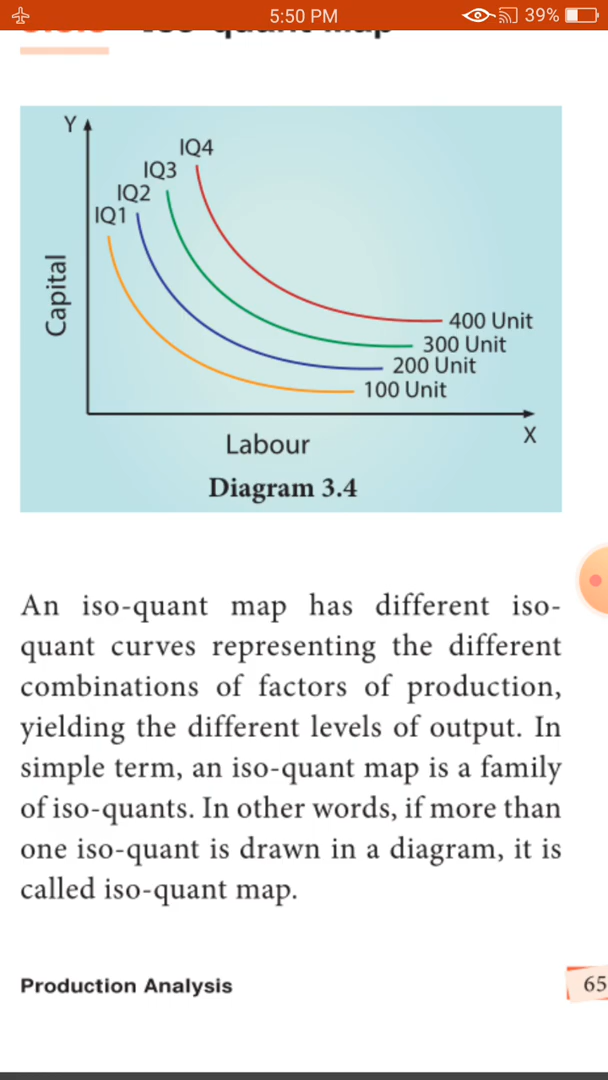 5:50 PM
39%
Iso-quant Map
Y
IQ4
IQ3
IQ2
IQ1
Capital
400 Unit
300 Unit
200 Unit
100 Unit
X
Labour
Diagram 3.4
An iso-quant map has different iso-
quant curves representing the different
combinations of factors of production,
yielding the different levels of output. In
simple term, an iso-quant map is a family
of iso-quants. In other words, if more than
one iso-quant is drawn in a diagram, it is
called iso-quant map.
Production Analysis
65